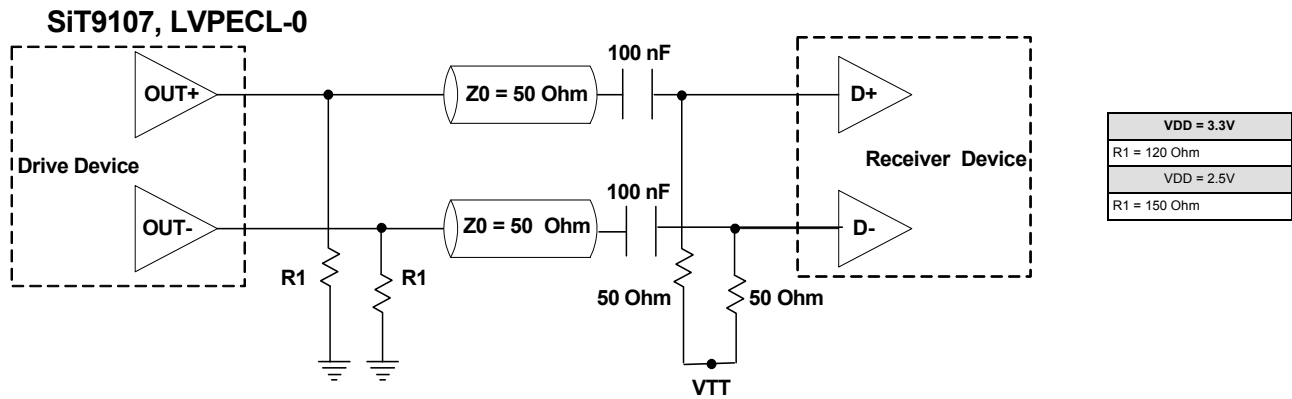 SiT9107, LVPECL-0
100 nF
OUT+
Z0 = 50 Ohm
D+
Drive Device
Receiver Device
100 nF
OUT-
Z0 = 50 Ohm
D-
R1
R1
50 Ohm
50 Ohm
VTT
VDD = 3.3V
R1 = 120 Ohm
VDD = 2.5V
R1 = 150 Ohm